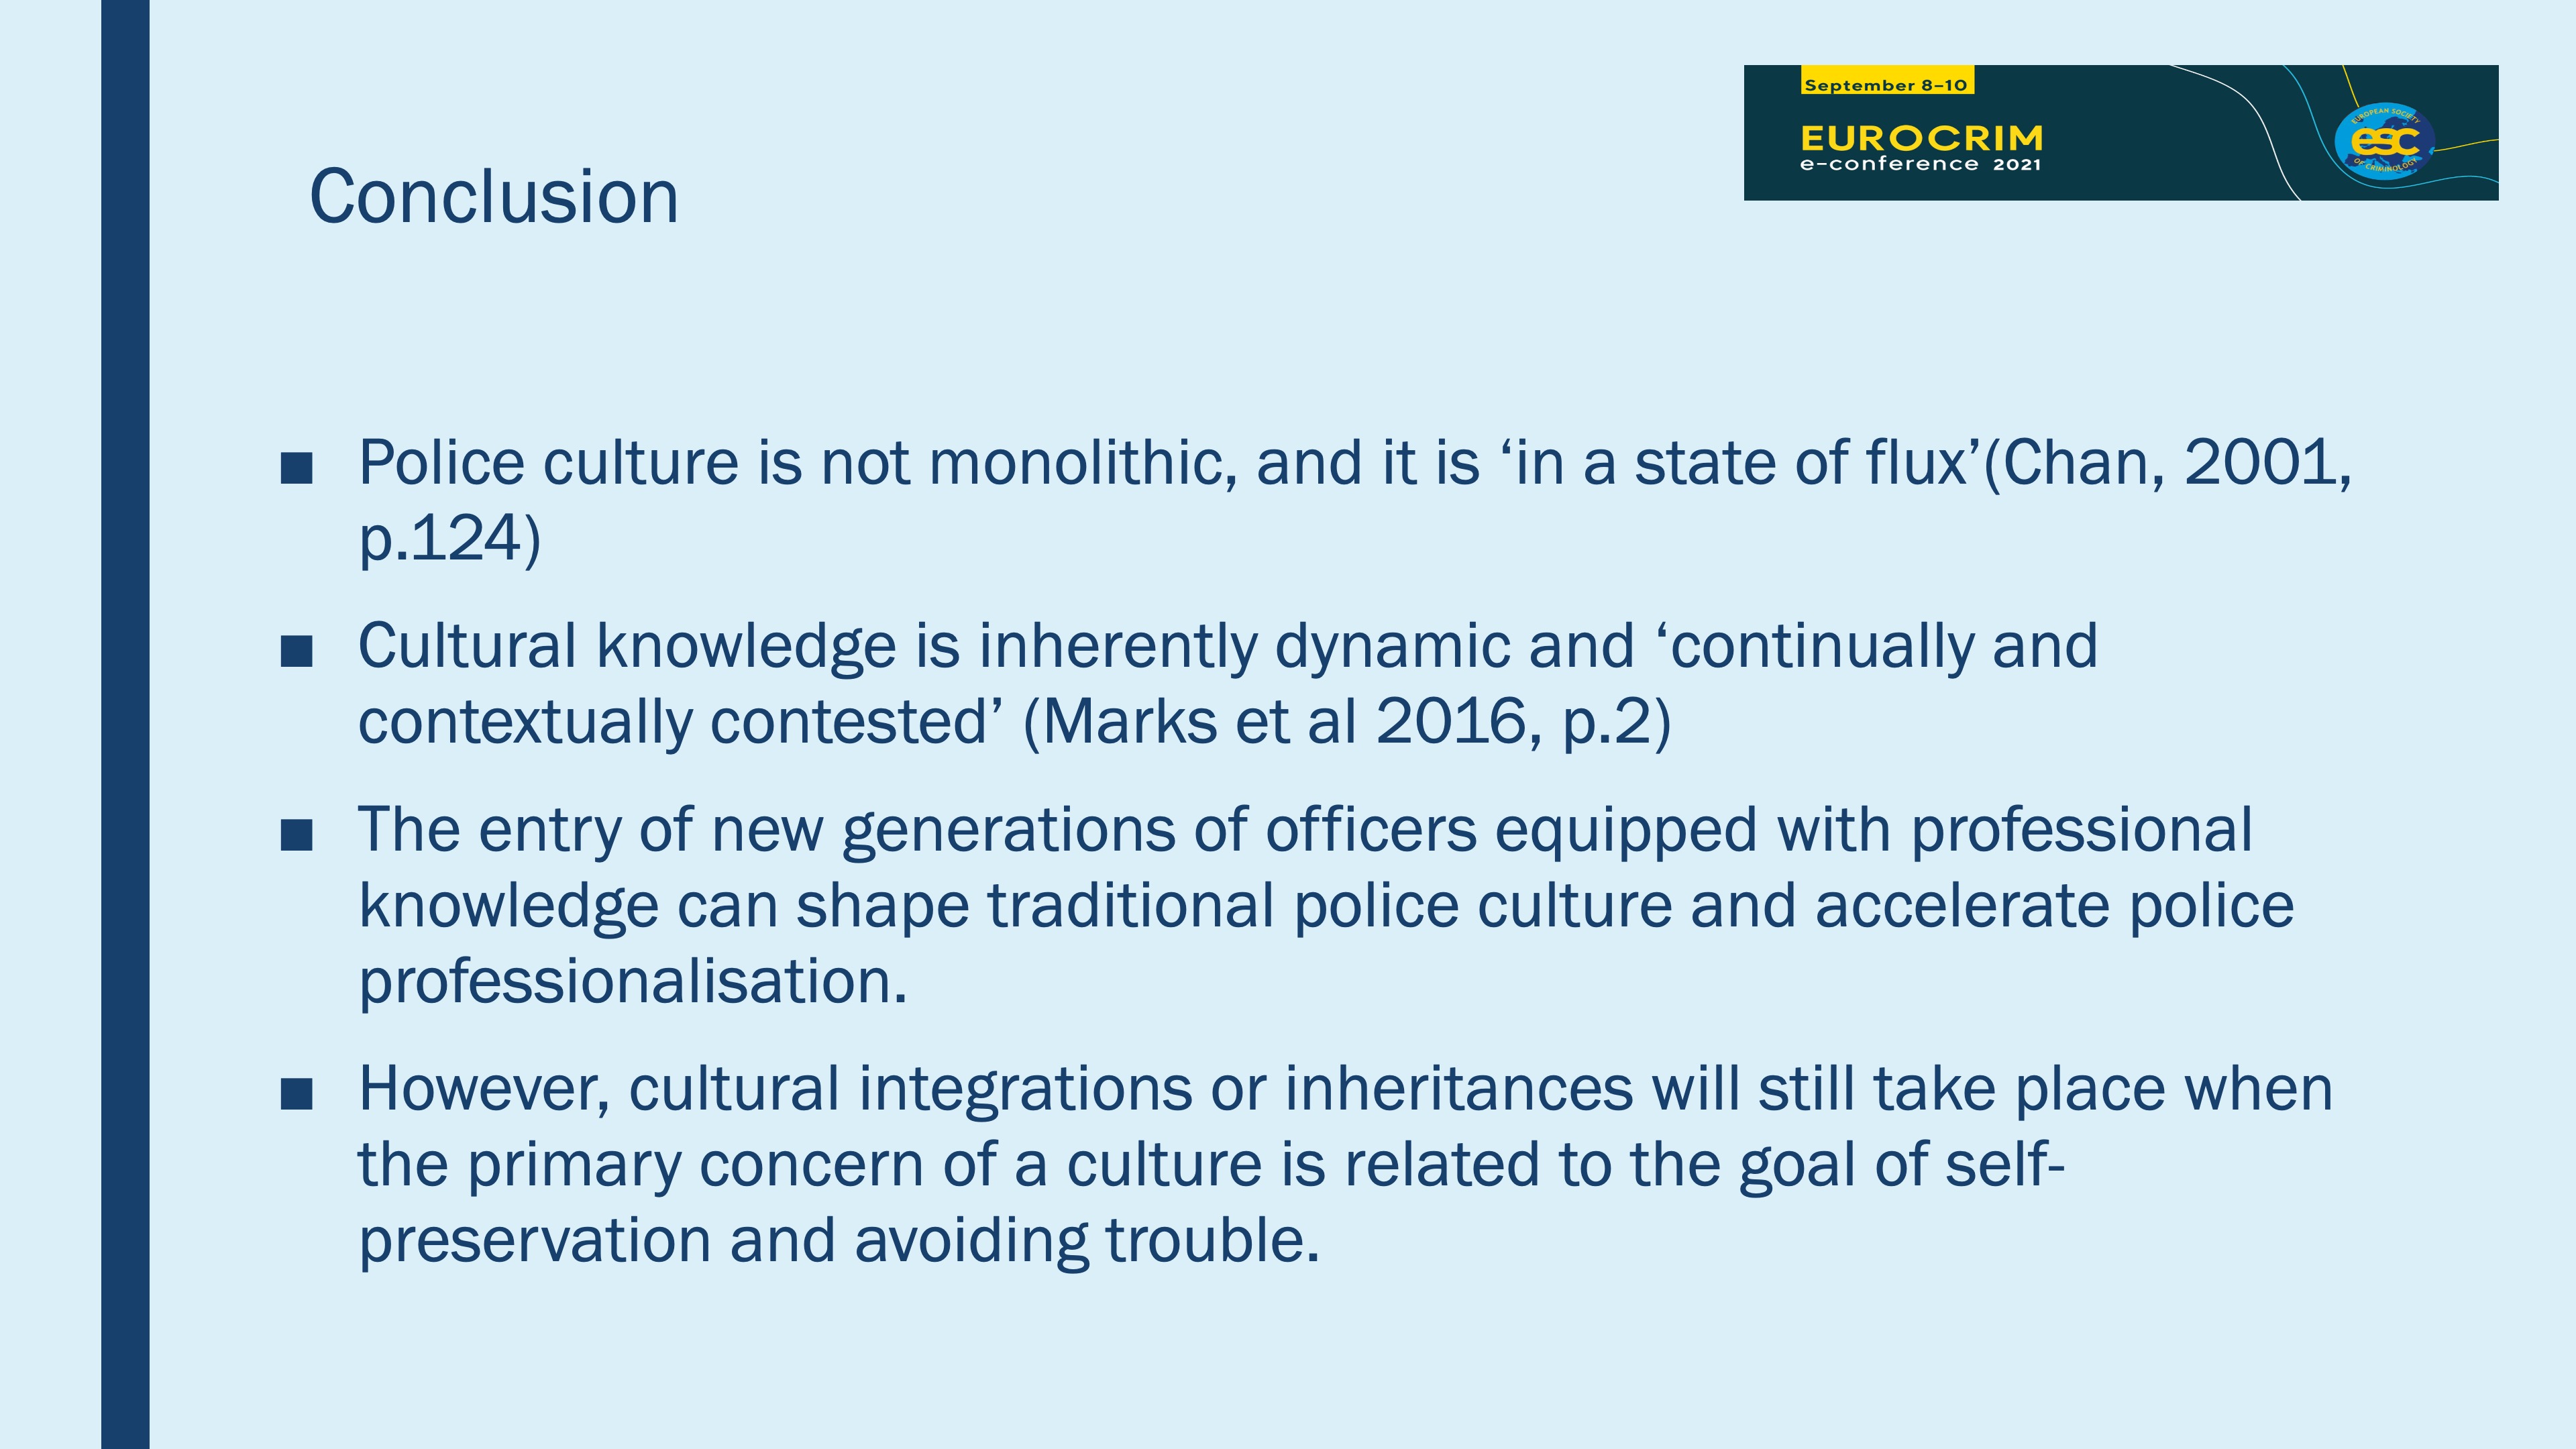 September 8–10
EUROCRIM
e-conference 2021
EUROPEAN SOCIETY
esc
OF CRIMINOLOGY
Conclusion
■ Police culture is not monolithic, and it is ‘in a state of flux’(Chan, 2001,
p.124)
■ Cultural knowledge is inherently dynamic and ‘continually and
contextually contested’ (Marks et al 2016, p.2)
■ The entry of new generations of officers equipped with professional
knowledge can shape traditional police culture and accelerate police
professionalisation.
■ However, cultural integrations or inheritances will still take place when
the primary concern of a culture is related to the goal of self-
preservation and avoiding trouble.